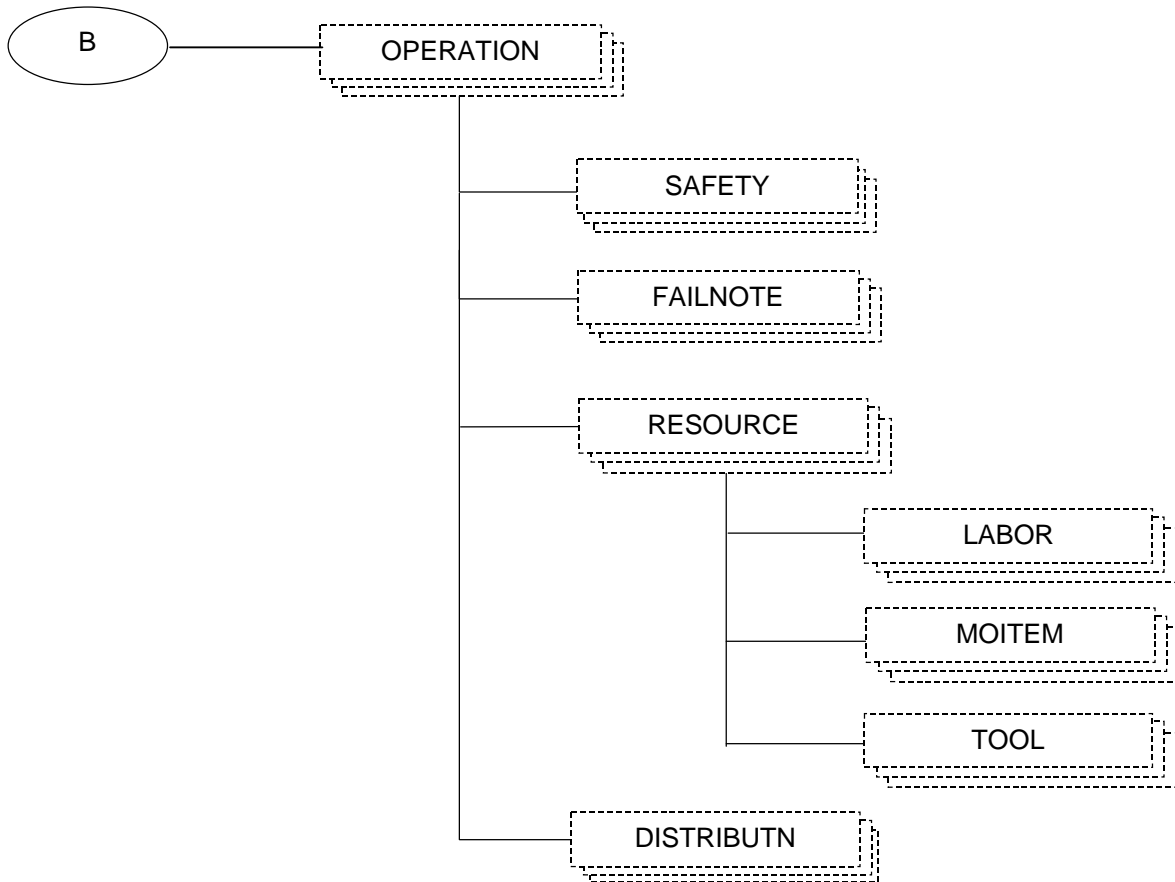 B
OPERATION
SAFETY
FAILNOTE
RESOURCE
LABOR
MOITEM
TOOL
DISTRIBUTN